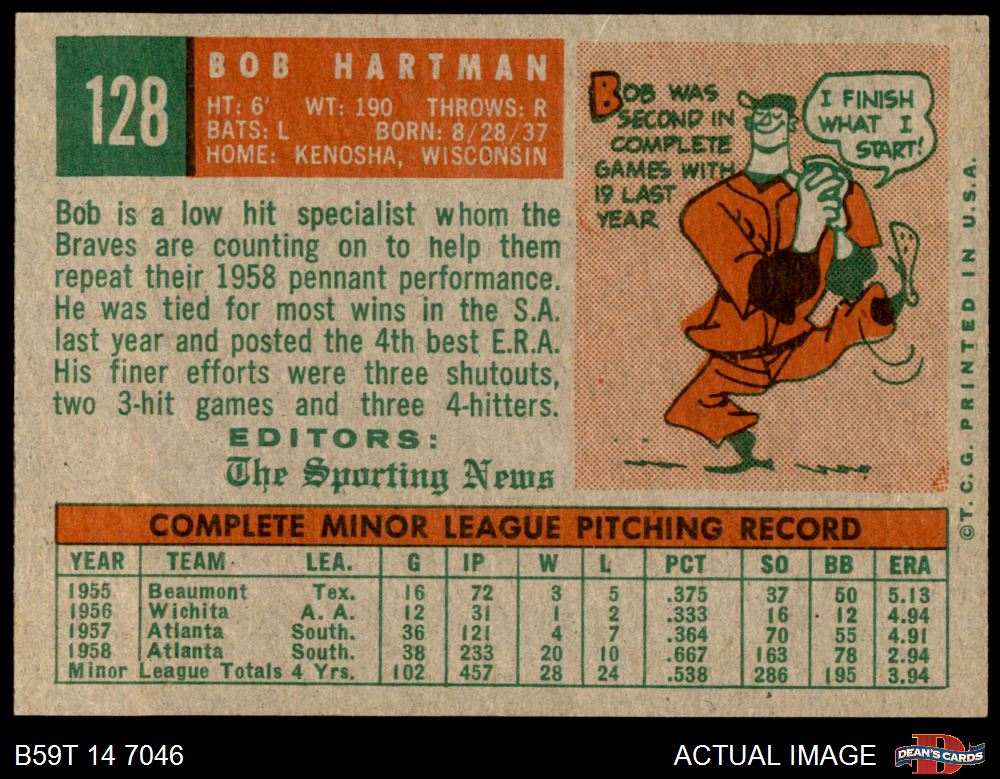 128
BOB HARTMAN
HT: 6' WT: 190 THROWS: R
BATS: L BORN: 8/28/37
HOME: KENOSHA, WISCONSIN
Bob is a low hit specialist whom the
Braves are counting on to help them
repeat their 1958 pennant performance.
He was tied for most wins in the S.A.
last year and posted the 4th best E.R.A.
His finer efforts were three shutouts,
two 3-hit games and three 4-hitters.
EDITORS:
The Sporting News
BOB WAS
SECOND IN
COMPLETE
GAMES WITH
19 LAST
YEAR
I FINISH
WHAT I
START!
© T. C. G. PRINTED IN U.S.A.
COMPLETE MINOR LEAGUE PITCHING RECORD
YEAR TEAM LEA. G IP W L PCT SO BB ERA
1955 Beaumont Tex. 16 72 3 5 .375 37 50 5.13
1956 Wichita A. A. 12 31 1 2 .333 16 12 4.94
1957 Atlanta South. 36 121 4 7 .364 70 55 4.91
1958 Atlanta South. 38 233 20 10 .667 163 78 2.94
Minor League Totals 4 Yrs. 102 457 28 24 .538 286 195 3.94
B59T 14 7046
ACTUAL IMAGE
DEAN'S CARDS